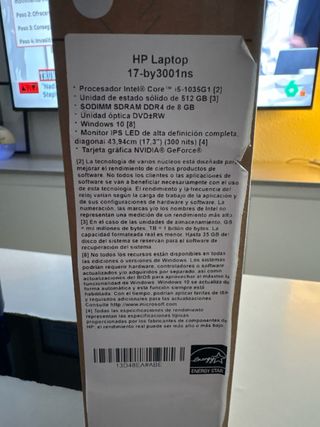 HP Laptop
17-by3001ns
* Procesador Intel® Core™ i5-1035G1 [2]
* Unidad de estado sólido de 512 GB [3]
* SODIMM SDRAM DDR4 de 8 GB
* Unidad óptica DVD±RW
* Windows 10 [8]
* Monitor IPS LED de alta definición completa,
diagonal: 43,94cm (17,3") (300 nits) [4]
* Tarjeta gráfica NVIDIA® GeForce®
[2] La tecnología de varios núcleos está diseñada para
mejorar el rendimiento de ciertos productos de
software. No todos los clientes o las aplicaciones de
software se van a beneficiar necesariamente con el uso
de esta tecnología. El rendimiento y la frecuencia del
reloj varían según la carga de trabajo de la aplicación y
de sus configuraciones de hardware y software. La
numeración, las marcas y/o los nombres de Intel no
representan una medición de un rendimiento más alto.
[3] En el caso de las unidades de almacenamiento, GB
= mil millones de bytes. TB = 1 billón de bytes. La
capacidad formateada real es menor. Hasta 35 GB del
disco del sistema se reservan para el software de
recuperación del sistema.
[8] No todos los recursos están disponibles en todas
las ediciones o versiones de Windows. Los sistemas
podrían requerir hardware, controladores o software
actualizados y/o adquiridos por separado, así como
actualizaciones del BIOS para aprovechar al máximo la
funcionalidad de Windows. Windows 10 se actualiza de
forma automática y esta función siempre está
habilitada. Con el tiempo, podrían aplicar tarifas de ISP
y requisitos adicionales para las actualizaciones.
Consulte http://www.microsoft.com
[4] Todas las especificaciones de rendimiento
representan las especificaciones típicas
proporcionadas por los fabricantes de componentes de
HP; el rendimiento real puede ser más alto o más bajo.
13D48EA#ABE
energy
ENERGY STAR